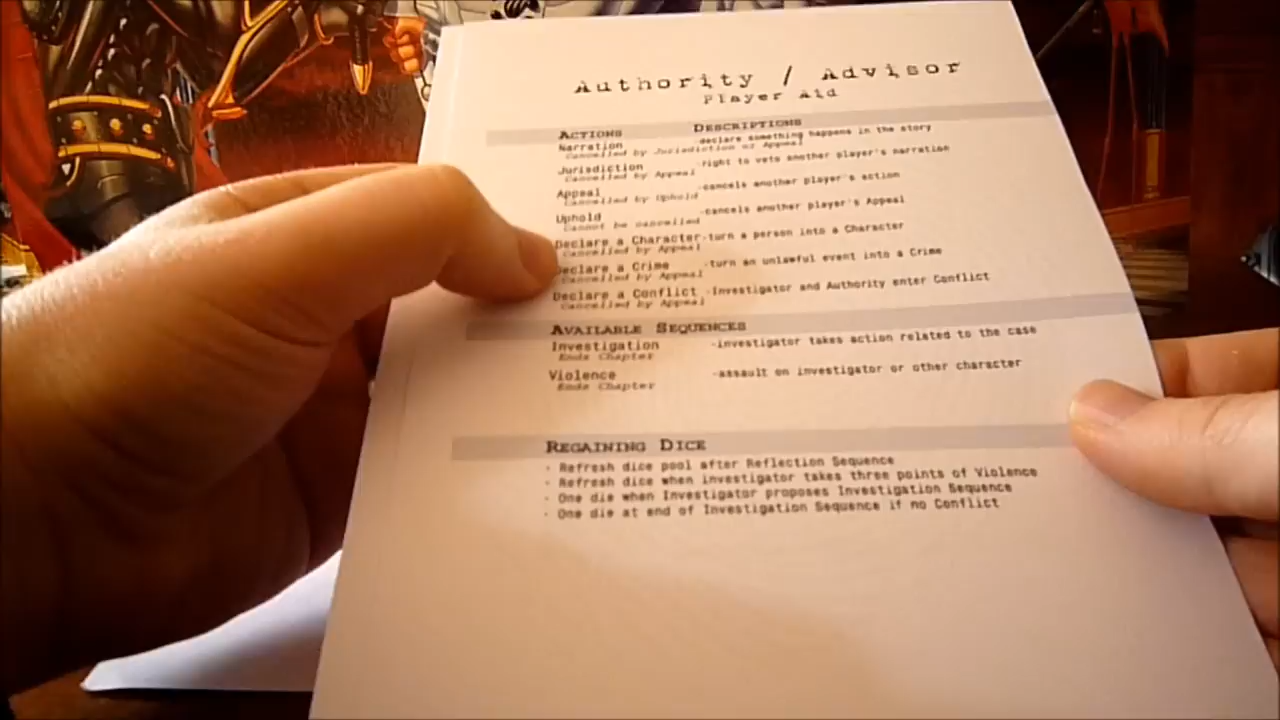 Authority / Advisor
Player Aid
Actions Descriptions
Narration -declare something happens in the story
Cancelled by Jurisdiction or Appeal
Jurisdiction -right to veto another player's narration
Cancelled by Appeal
Appeal -cancels another player's action
Cancelled by Uphold
Uphold -cancels another player's Appeal
Cannot be cancelled
Declare a Character -turn a person into a Character
Cancelled by Appeal
Declare a Crime -turn an unlawful event into a Crime
Cancelled by Appeal
Declare a Conflict -Investigator and Authority enter Conflict
Cancelled by Appeal
Available Sequences
Investigation -investigator takes action related to the case
Ends Chapter
Violence -assault on investigator or other character
Ends Chapter
Regaining Dice
· Refresh dice pool after Reflection Sequence
· Refresh dice when investigator takes three points of Violence
· One die when Investigator proposes Investigation Sequence
· One die at end of Investigation Sequence if no Conflict